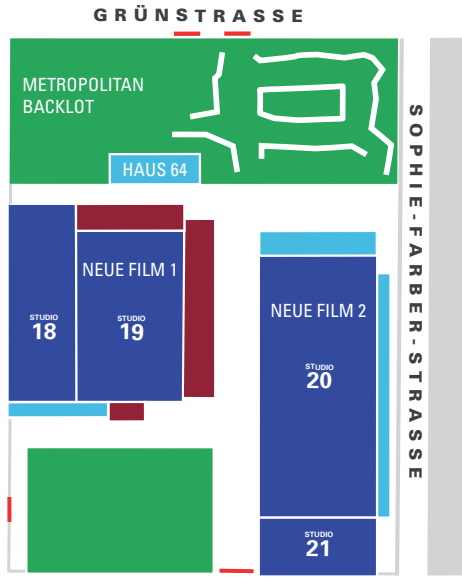 GRÜNSTRASSE
METROPOLITAN
BACKLOT
HAUS 64
SOPHIE-FARBER-STRASSE
NEUE FILM 1
STUDIO
18
STUDIO
19
NEUE FILM 2
STUDIO
20
STUDIO
21